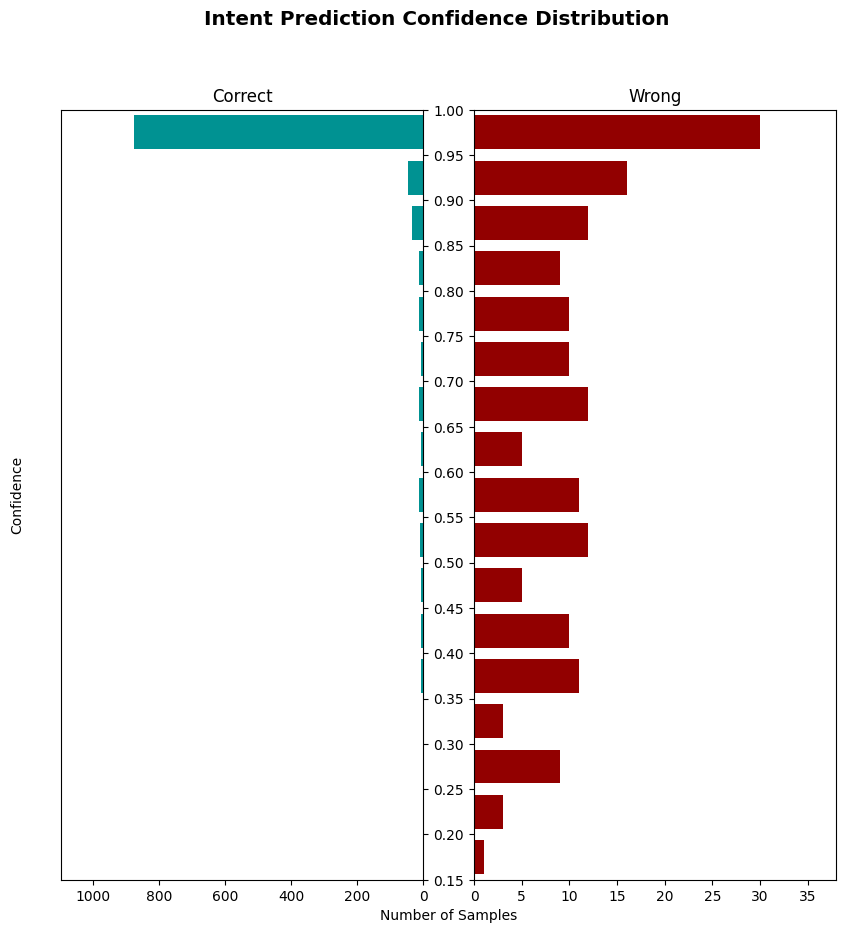 Intent Prediction Confidence Distribution
Correct
Wrong
Confidence
1.00
0.95
0.90
0.85
0.80
0.75
0.70
0.65
0.60
0.55
0.50
0.45
0.40
0.35
0.30
0.25
0.20
0.15
1000 800 600 400 200 0
0 5 10 15 20 25 30 35
Number of Samples